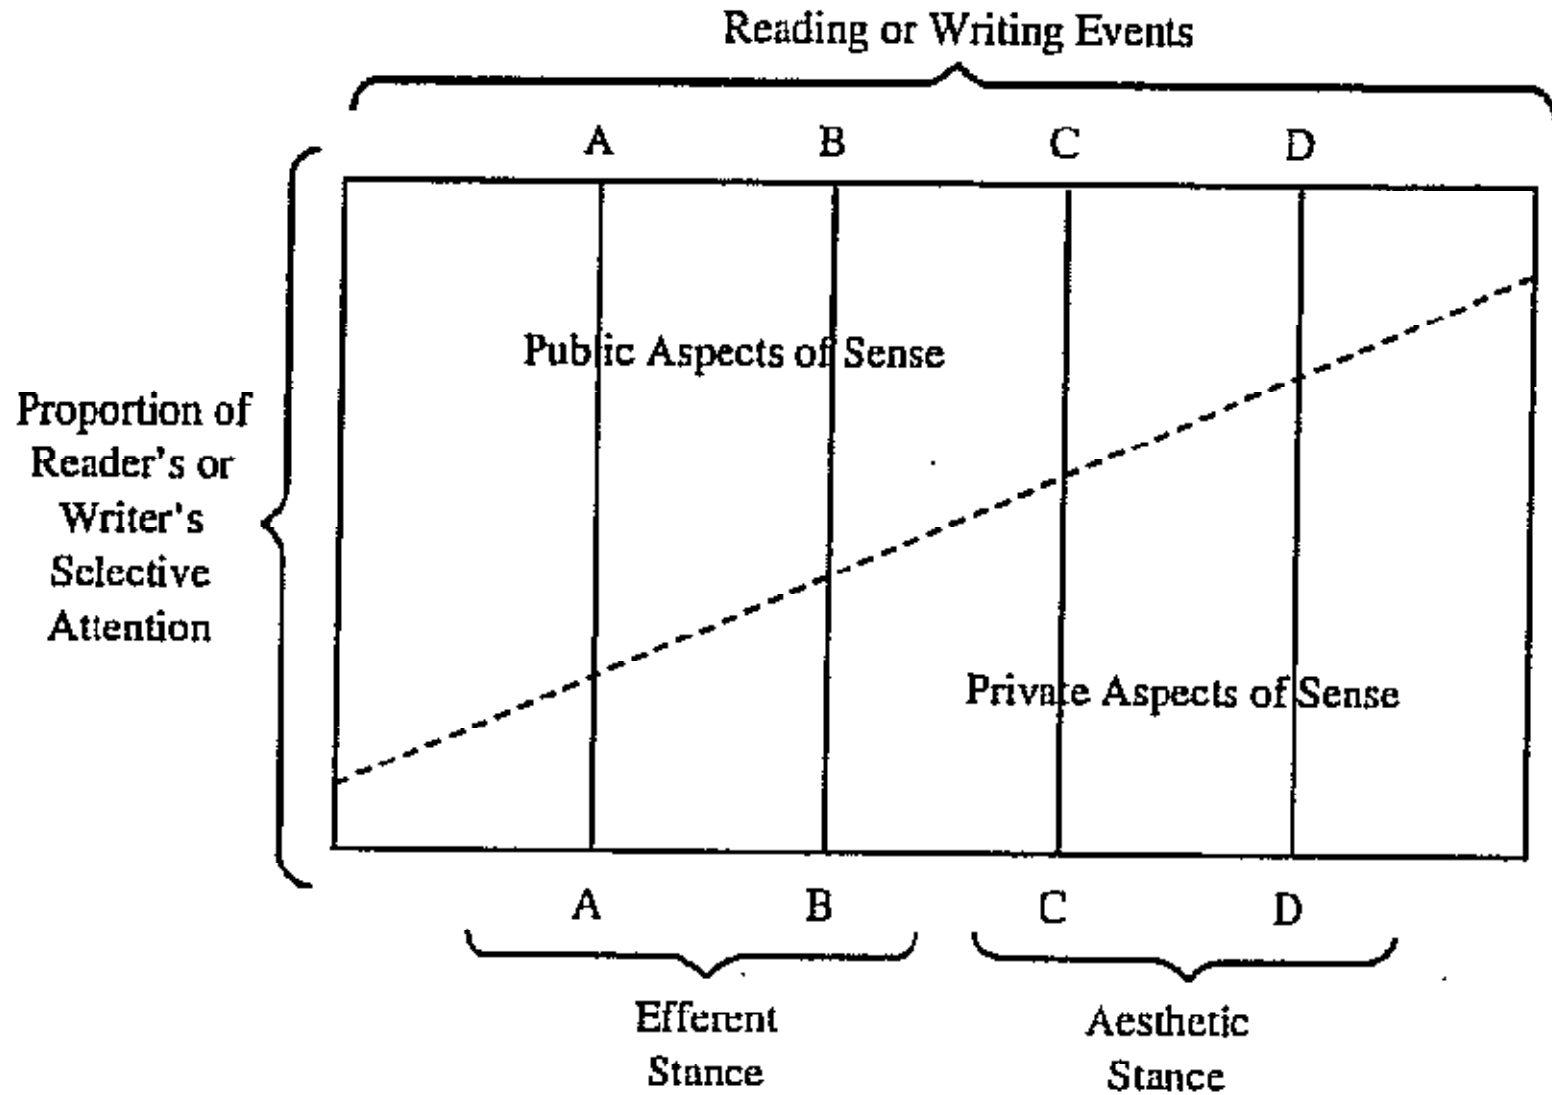 Reading or Writing Events
A B C D
Public Aspects of Sense
Proportion of
Reader's or
Writer's
Selective
Attention
Private Aspects of Sense
A B C D
Efferent
Stance
Aesthetic
Stance